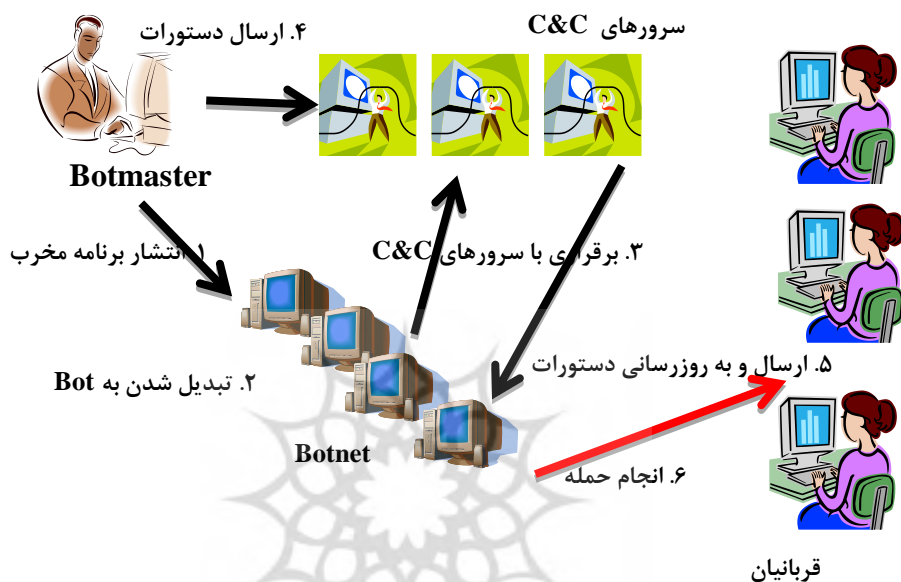 ۴. ارسال دستورات
سرورهای C&C
Botmaster
۱. انتشار برنامه مخرب
۳. برقراری با سرورهای C&C
۲. تبدیل شدن به Bot
۵. ارسال و به روزرسانی دستورات
Botnet
۶. انجام حمله
قربانیان